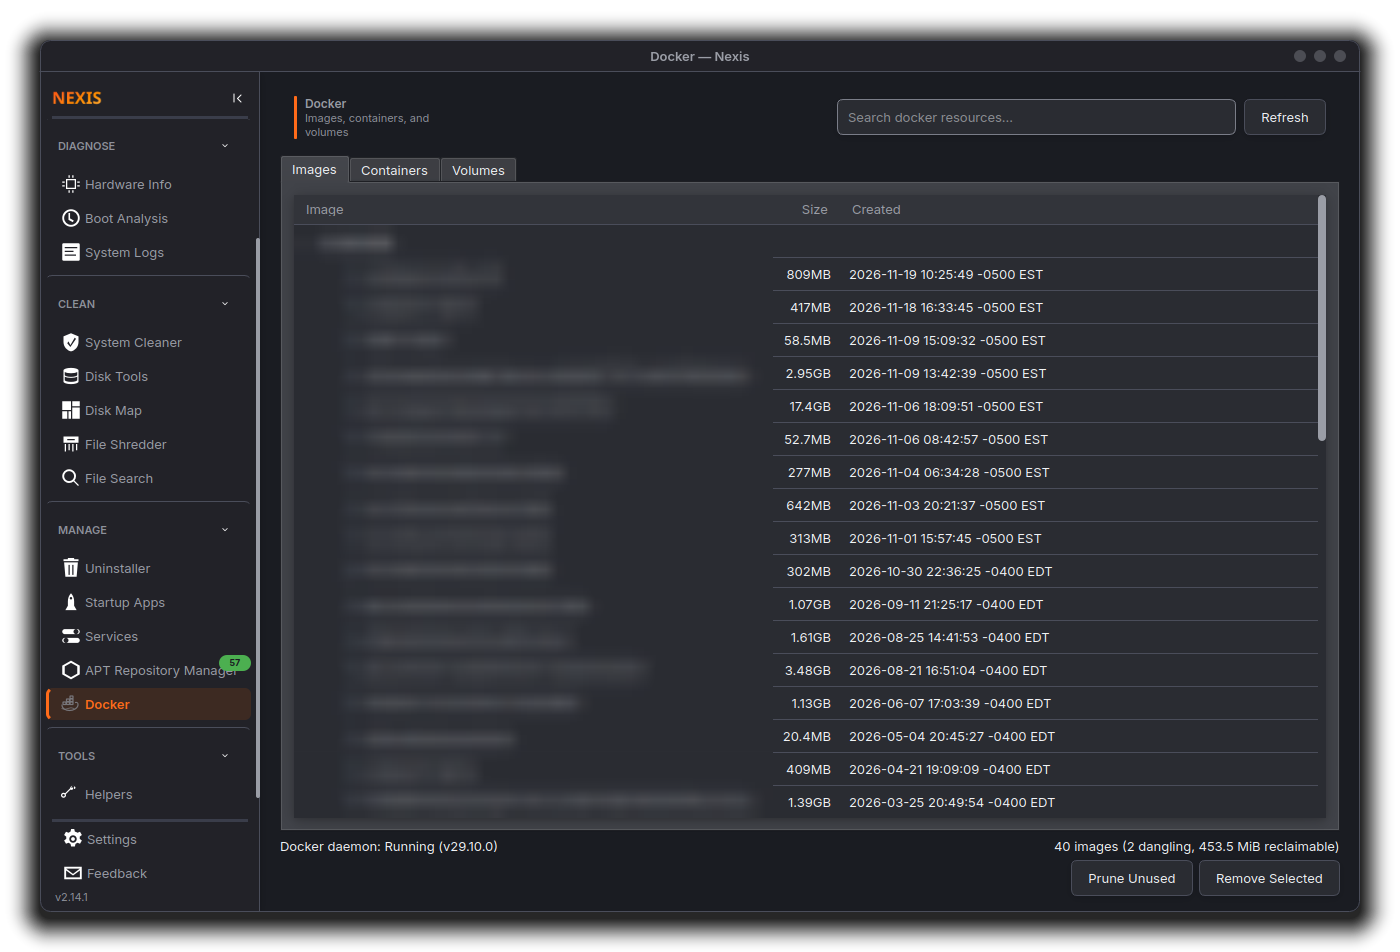 Docker — Nexis
NEXIS
DIAGNOSE
Hardware Info
Boot Analysis
System Logs
CLEAN
System Cleaner
Disk Tools
Disk Map
File Shredder
File Search
MANAGE
Uninstaller
Startup Apps
Services
APT Repository Manager
57
Docker
TOOLS
Helpers
Settings
Feedback
v2.14.1
Docker
Images, containers, and
volumes
Search docker resources...
Refresh
Images Containers Volumes
Image Size Created
809MB 2026-11-19 10:25:49 -0500 EST
417MB 2026-11-18 16:33:45 -0500 EST
58.5MB 2026-11-09 15:09:32 -0500 EST
2.95GB 2026-11-09 13:42:39 -0500 EST
17.4GB 2026-11-06 18:09:51 -0500 EST
52.7MB 2026-11-06 08:42:57 -0500 EST
277MB 2026-11-04 06:34:28 -0500 EST
642MB 2026-11-03 20:21:37 -0500 EST
313MB 2026-11-01 15:57:45 -0500 EST
302MB 2026-10-30 22:36:25 -0400 EDT
1.07GB 2026-09-11 21:25:17 -0400 EDT
1.61GB 2026-08-25 14:41:53 -0400 EDT
3.48GB 2026-08-21 16:51:04 -0400 EDT
1.13GB 2026-06-07 17:03:39 -0400 EDT
20.4MB 2026-05-04 20:45:27 -0400 EDT
409MB 2026-04-21 19:09:09 -0400 EDT
1.39GB 2026-03-25 20:49:54 -0400 EDT
Docker daemon: Running (v29.10.0)
40 images (2 dangling, 453.5 MiB reclaimable)
Prune Unused
Remove Selected